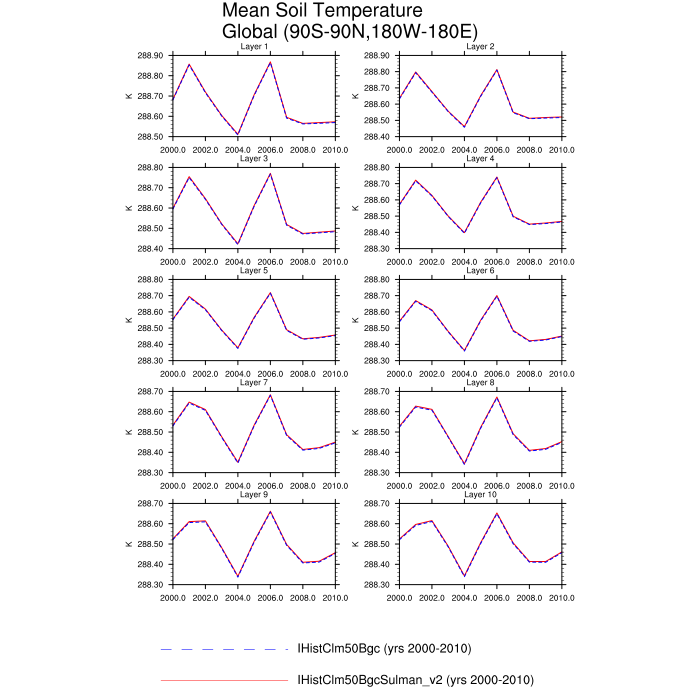 Mean Soil Temperature
Global (90S-90N,180W-180E)
Layer 1
Layer 2
288.90
288.80
288.70
288.60
288.50
K
2000.0 2002.0 2004.0 2006.0 2008.0 2010.0
288.90
288.80
288.70
288.60
288.50
288.40
K
2000.0 2002.0 2004.0 2006.0 2008.0 2010.0
Layer 3
Layer 4
288.80
288.70
288.60
288.50
288.40
K
2000.0 2002.0 2004.0 2006.0 2008.0 2010.0
288.80
288.70
288.60
288.50
288.40
288.30
K
2000.0 2002.0 2004.0 2006.0 2008.0 2010.0
Layer 5
Layer 6
288.80
288.70
288.60
288.50
288.40
288.30
K
2000.0 2002.0 2004.0 2006.0 2008.0 2010.0
288.80
288.70
288.60
288.50
288.40
288.30
K
2000.0 2002.0 2004.0 2006.0 2008.0 2010.0
Layer 7
Layer 8
288.70
288.60
288.50
288.40
288.30
K
2000.0 2002.0 2004.0 2006.0 2008.0 2010.0
288.70
288.60
288.50
288.40
288.30
K
2000.0 2002.0 2004.0 2006.0 2008.0 2010.0
Layer 9
Layer 10
288.70
288.60
288.50
288.40
288.30
K
2000.0 2002.0 2004.0 2006.0 2008.0 2010.0
288.70
288.60
288.50
288.40
288.30
K
2000.0 2002.0 2004.0 2006.0 2008.0 2010.0
IHistClm50Bgc (yrs 2000-2010)
IHistClm50BgcSulman_v2 (yrs 2000-2010)